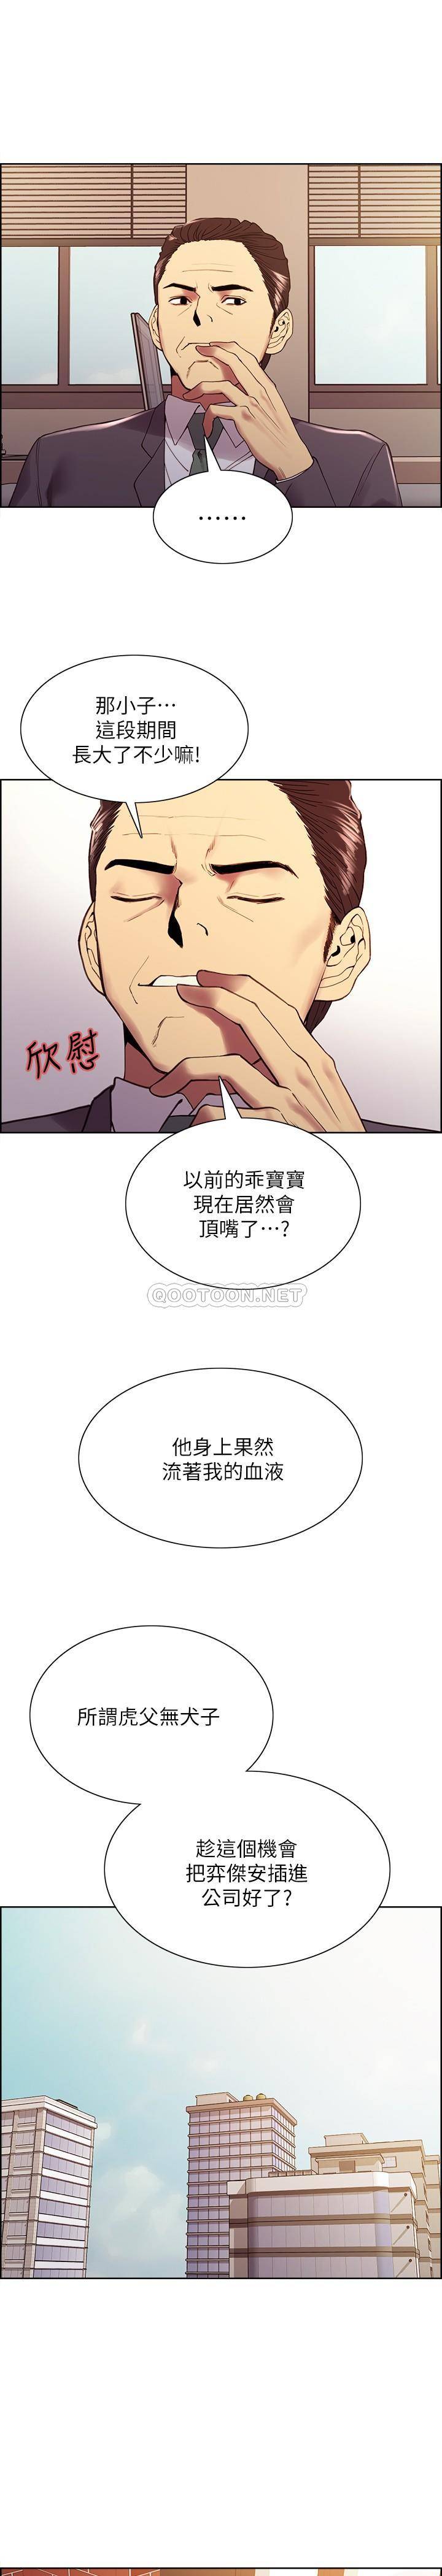 ……
那小子…
這段期間
長大了不少嘛!
欣慰
以前的乖寶寶
現在居然會
頂嘴了…?
QOOTOON.NET
他身上果然
流著我的血液
所謂虎父無犬子
趁這個機會
把弈傑安插進
公司好了?